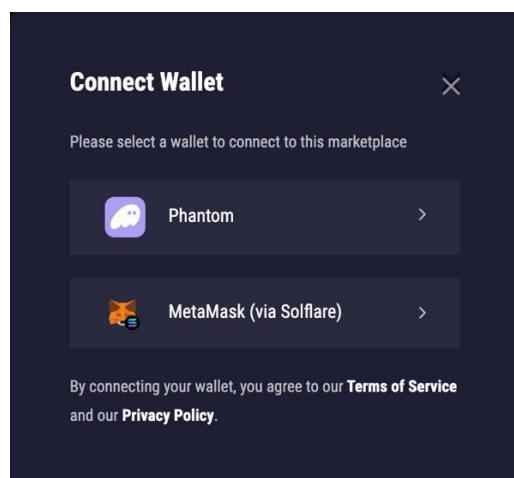 Connect Wallet
Please select a wallet to connect to this marketplace
Phantom
MetaMask (via Solflare)
By connecting your wallet, you agree to our Terms of Service
and our Privacy Policy.